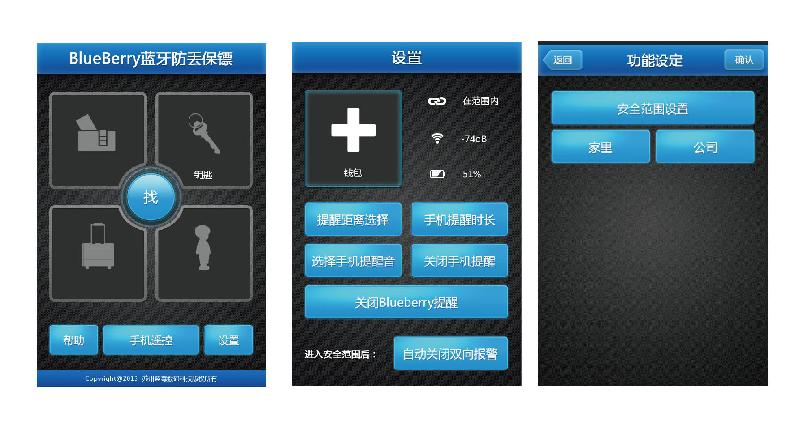 BlueBerry蓝牙防丢保镖
钥匙
找
帮助
手机遥控
设置
设置
在范围内
-74dB
钱包
51%
提醒距离选择
手机提醒时长
选择手机提醒音
关闭手机提醒
关闭Blueberry提醒
进入安全范围后：
自动关闭双向报警
返回
功能设定
确认
安全范围设置
家里
公司